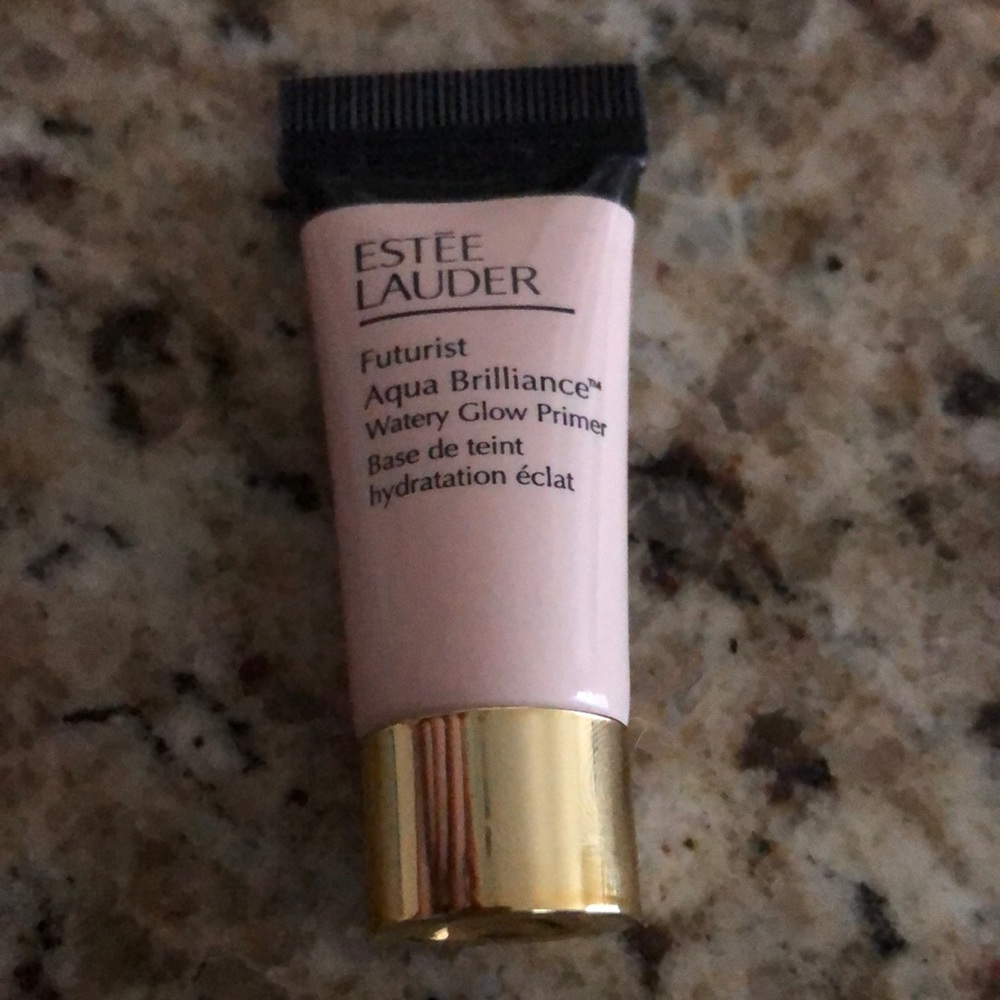 ESTĒE
LAUDER
Futurist
Aqua Brilliance™
Watery Glow Primer
Base de teint
hydratation éclat